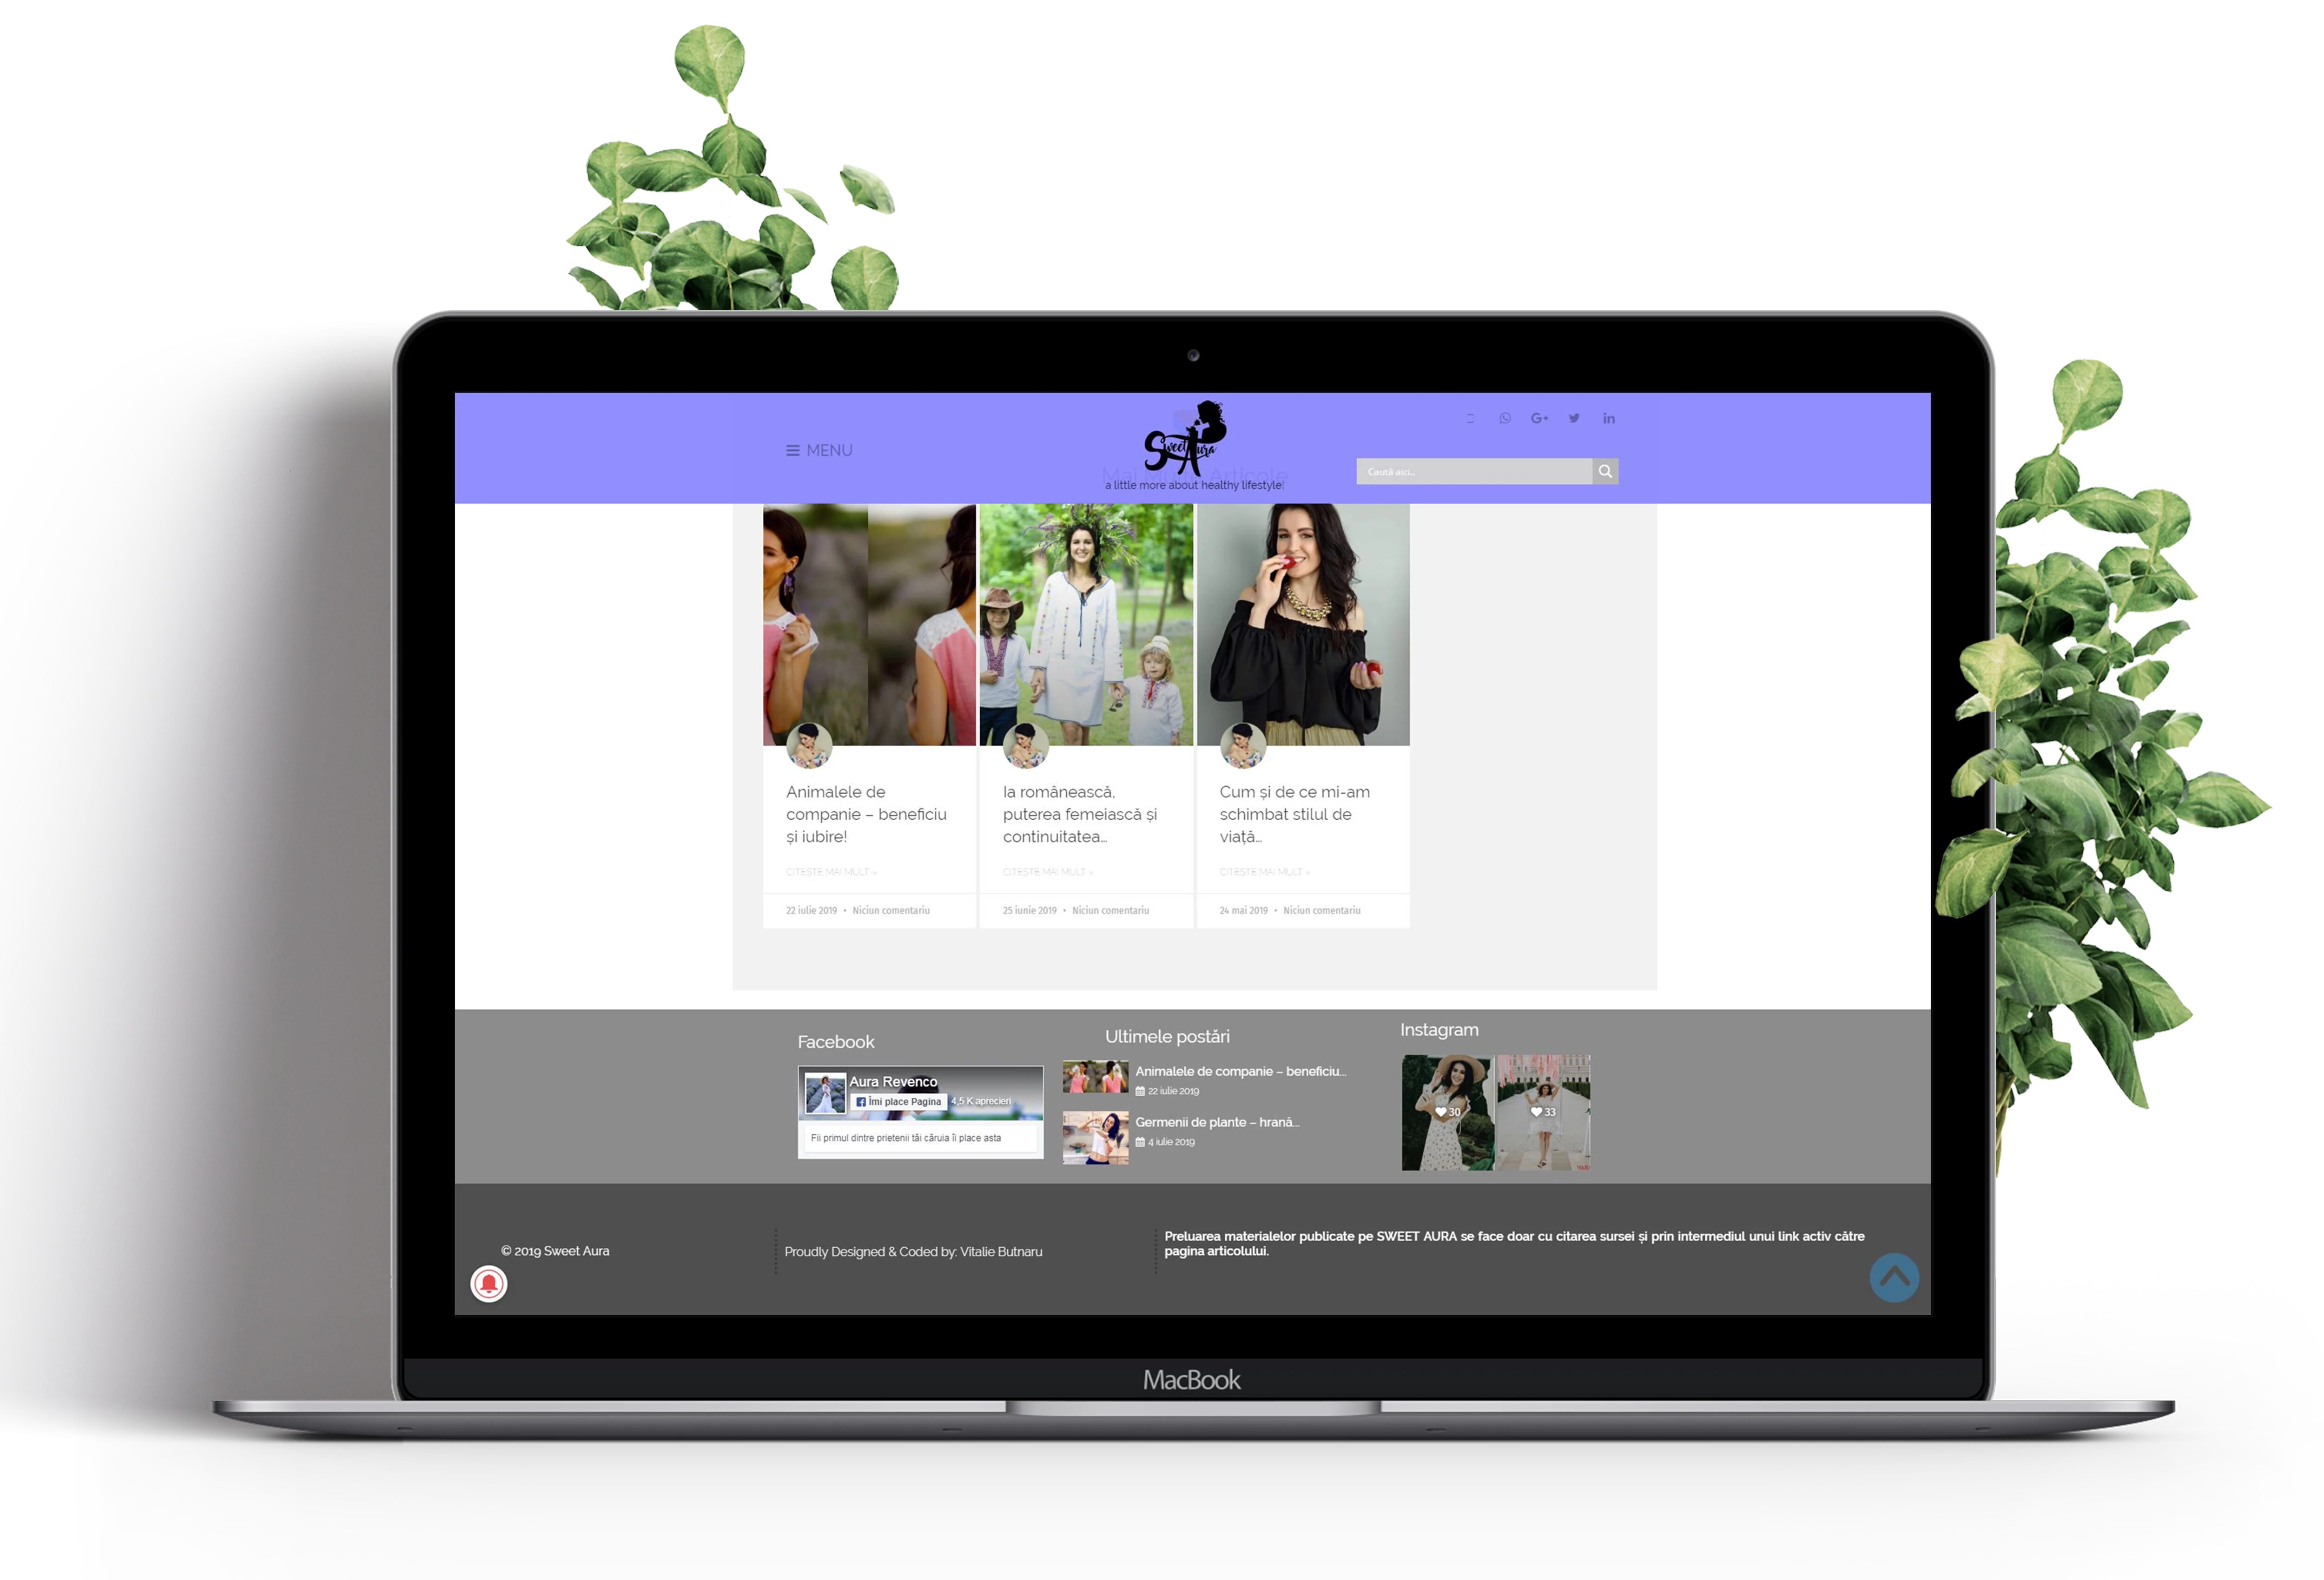 MENU
Sweet Aura
a little more about healthy lifestyle!
G+
in
Caută aici...
Animalele de
companie – beneficiu
și iubire!
CITEȘTE MAI MULT »
22 iulie 2019 • Niciun comentariu
Ia românească,
puterea femeiască și
continuitatea…
CITEȘTE MAI MULT »
25 iunie 2019 • Niciun comentariu
Cum și de ce mi-am
schimbat stilul de
viață…
CITEȘTE MAI MULT »
24 mai 2019 • Niciun comentariu
Facebook
Aura Revenco
Îmi place Pagina 4,5 K aprecieri
Fii primul dintre prietenii tăi căruia îi place asta
Ultimele postări
Animalele de companie – beneficiu...
22 iulie 2019
Germenii de plante – hrană...
4 iulie 2019
Instagram
30
33
© 2019 Sweet Aura
Proudly Designed & Coded by: Vitalie Butnaru
Preluarea materialelor publicate pe SWEET AURA se face doar cu citarea sursei și prin intermediul unui link activ către
pagina articolului.
MacBook